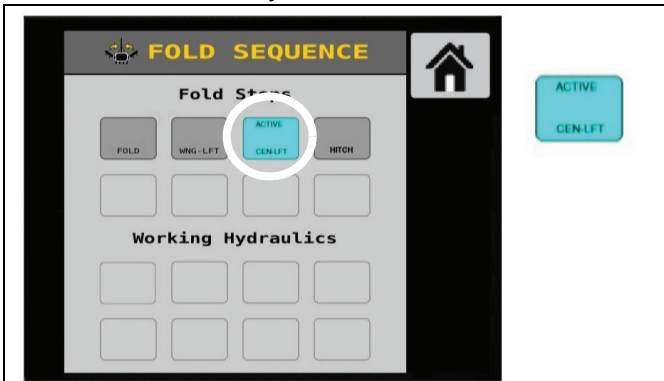 FOLD SEQUENCE
Fold Steps
ACTIVE
FOLD WNG-LFT CEN-LFT HITCH
Working Hydraulics
ACTIVE
CEN-LFT